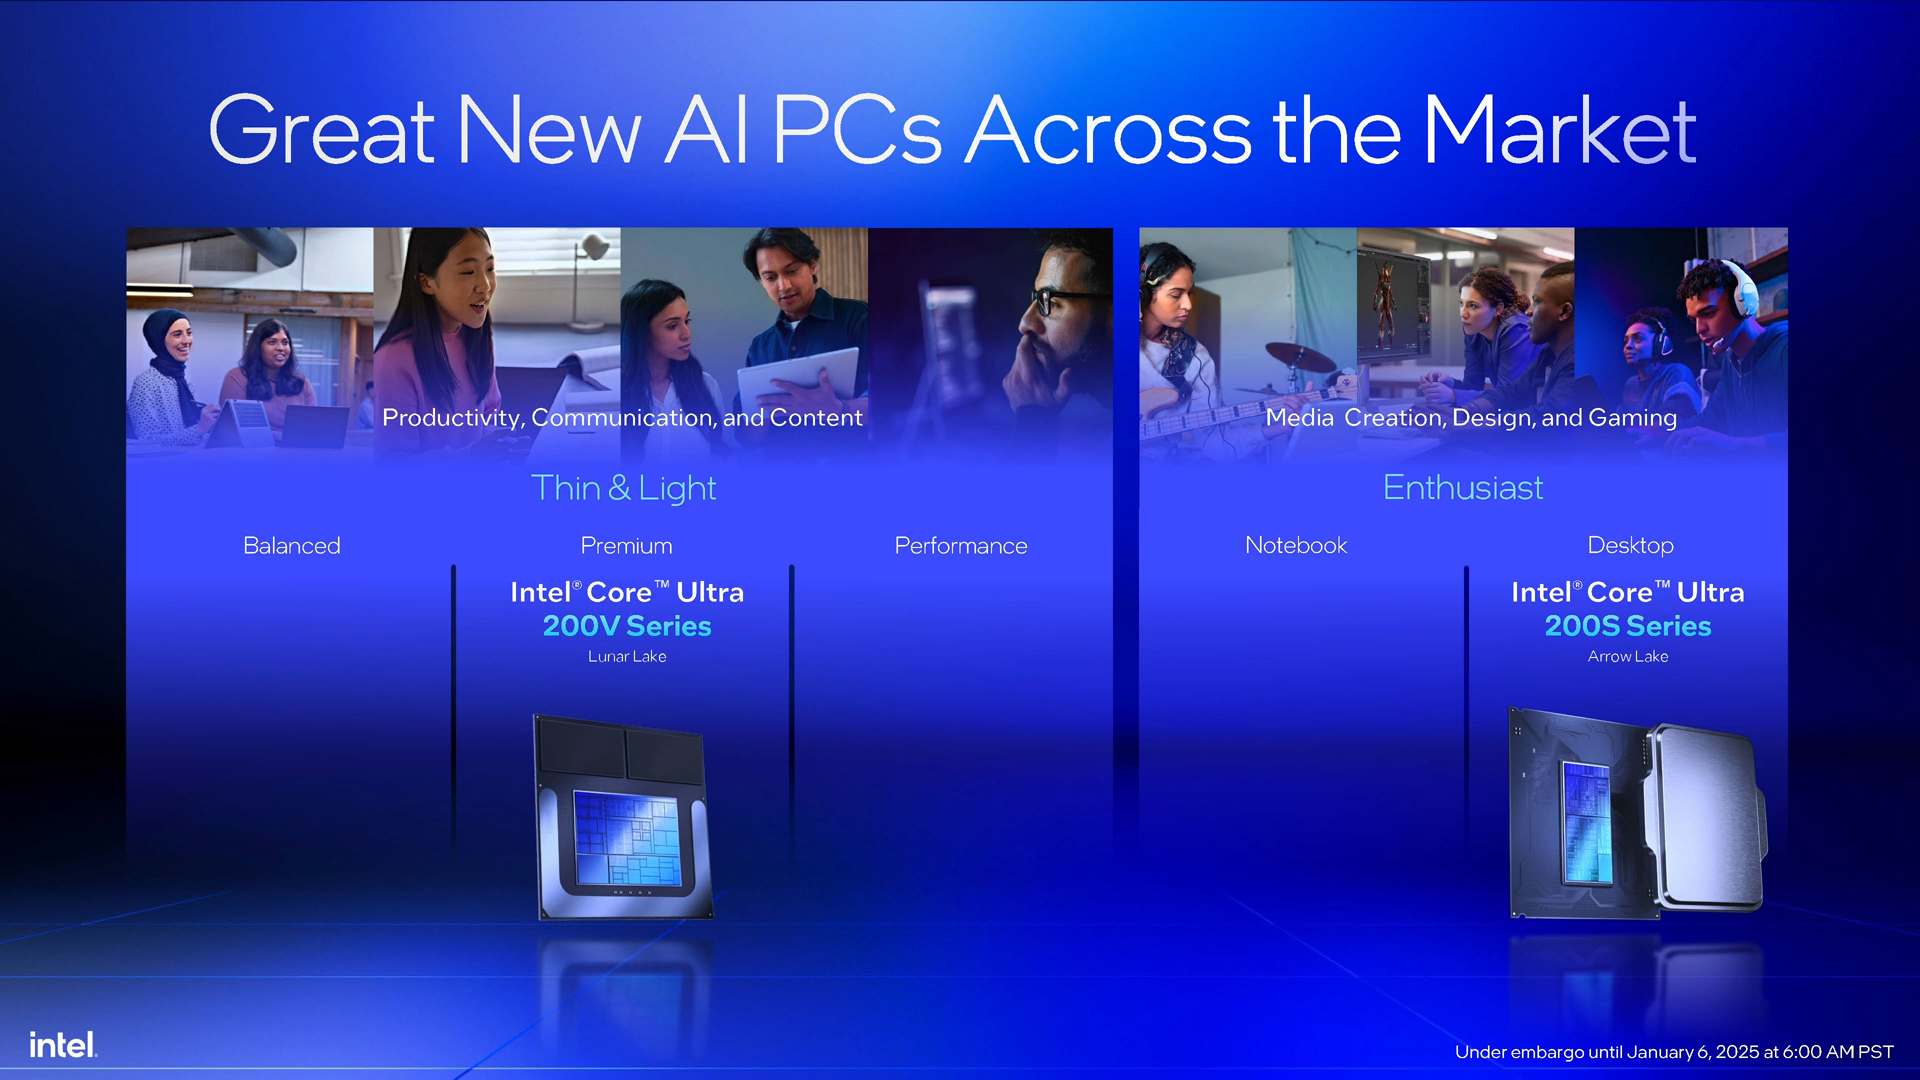 Great New AI PCs Across the Market
Productivity, Communication, and Content
Thin & Light
Balanced
Premium
Intel® Core™ Ultra
200V Series
Lunar Lake
Performance
Media Creation, Design, and Gaming
Enthusiast
Notebook
Desktop
Intel® Core™ Ultra
200S Series
Arrow Lake
intel.
Under embargo until January 6, 2025 at 6:00 AM PST